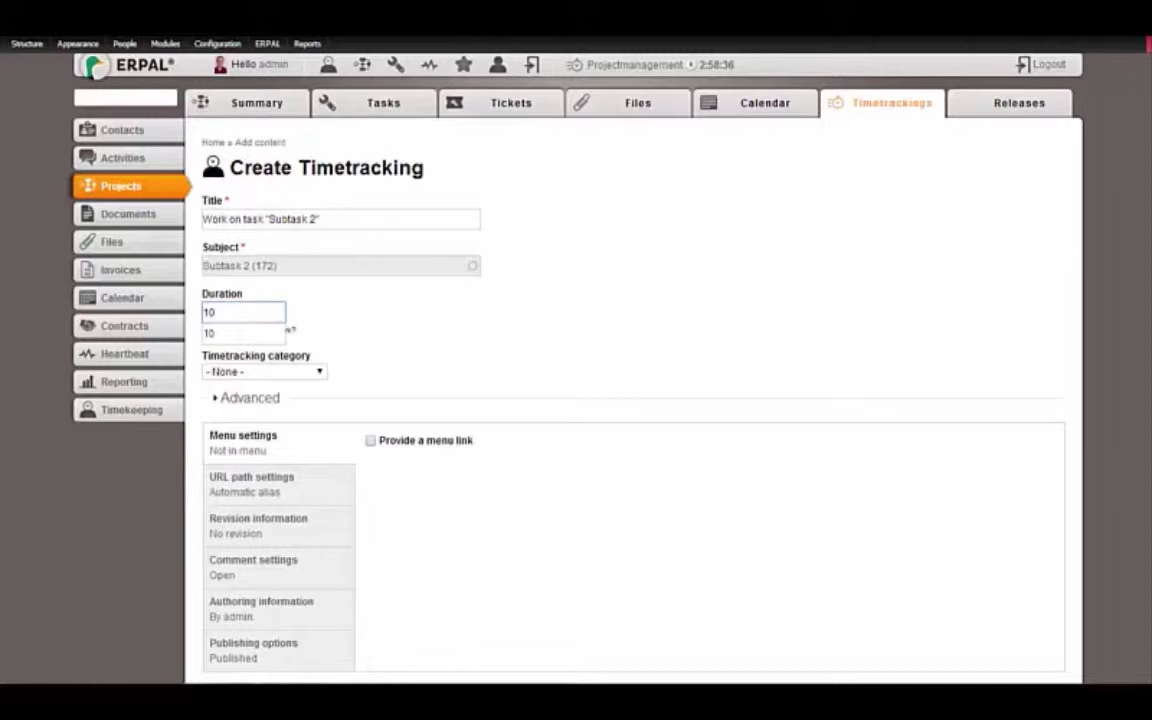 Structure Appearance People Modules Configuration ERPAL Reports
ERPAL® Hello admin Projectmanagement 2:58:36 Logout
Summary Tasks Tickets Files Calendar Timetrackings Releases
Contacts
Activities
Projects
Documents
Files
Invoices
Calendar
Contracts
Heartbeat
Reporting
Timekeeping
Home » Add content
Create Timetracking
Title *
Work on task "Subtask 2"
Subject *
Subtask 2 (172)
Duration
10
10
Timetracking category
- None -
Advanced
Menu settings
Not in menu
Provide a menu link
URL path settings
Automatic alias
Revision information
No revision
Comment settings
Open
Authoring information
By admin
Publishing options
Published